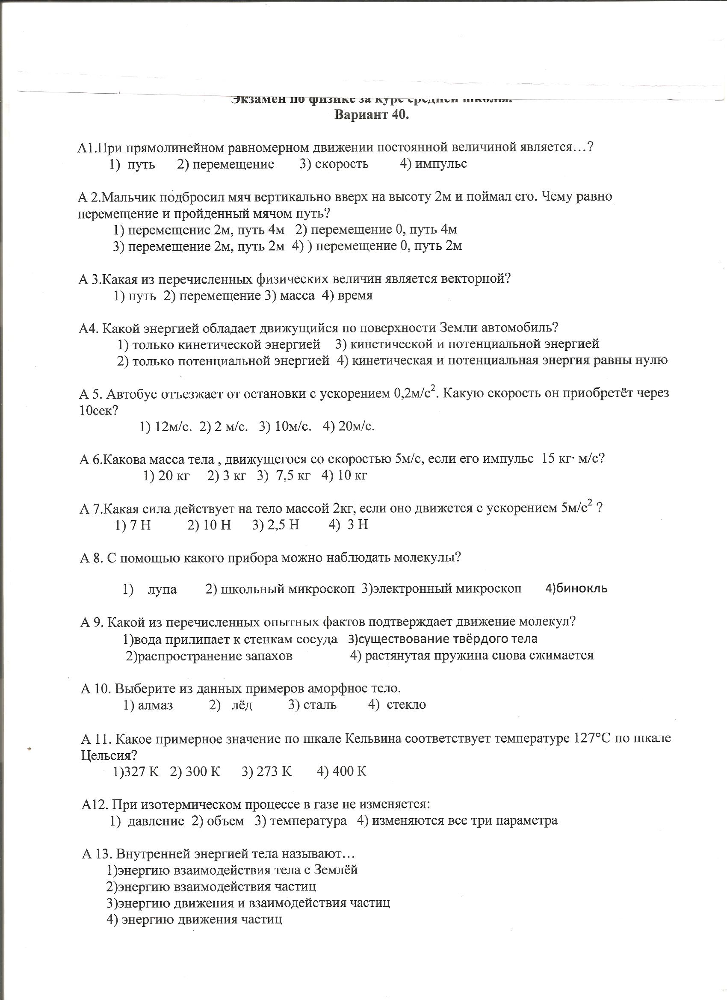 Экзамен по физике за курс средней школы.
Вариант 40.
А1.При прямолинейном равномерном движении постоянной величиной является…?
1) путь 2) перемещение 3) скорость 4) импульс
А 2.Мальчик подбросил мяч вертикально вверх на высоту 2м и поймал его. Чему равно
перемещение и пройденный мячом путь?
1) перемещение 2м, путь 4м 2) перемещение 0, путь 4м
3) перемещение 2м, путь 2м 4) ) перемещение 0, путь 2м
А 3.Какая из перечисленных физических величин является векторной?
1) путь 2) перемещение 3) масса 4) время
А4. Какой энергией обладает движущийся по поверхности Земли автомобиль?
1) только кинетической энергией 3) кинетической и потенциальной энергией
2) только потенциальной энергией 4) кинетическая и потенциальная энергия равны нулю
А 5. Автобус отъезжает от остановки с ускорением 0,2м/с². Какую скорость он приобретёт через
10сек?
1) 12м/с. 2) 2 м/с. 3) 10м/с. 4) 20м/с.
А 6.Какова масса тела , движущегося со скоростью 5м/с, если его импульс 15 кг· м/с?
1) 20 кг 2) 3 кг 3) 7,5 кг 4) 10 кг
А 7.Какая сила действует на тело массой 2кг, если оно движется с ускорением 5м/с² ?
1) 7 Н 2) 10 Н 3) 2,5 Н 4) 3 Н
А 8. С помощью какого прибора можно наблюдать молекулы?
1) лупа 2) школьный микроскоп 3)электронный микроскоп 4)бинокль
А 9. Какой из перечисленных опытных фактов подтверждает движение молекул?
1)вода прилипает к стенкам сосуда 3)существование твёрдого тела
2)распространение запахов 4) растянутая пружина снова сжимается
А 10. Выберите из данных примеров аморфное тело.
1) алмаз 2) лёд 3) сталь 4) стекло
А 11. Какое примерное значение по шкале Кельвина соответствует температуре 127°С по шкале
Цельсия?
1)327 К 2) 300 К 3) 273 К 4) 400 К
А12. При изотермическом процессе в газе не изменяется:
1) давление 2) объем 3) температура 4) изменяются все три параметра
А 13. Внутренней энергией тела называют…
1)энергию взаимодействия тела с Землёй
2)энергию взаимодействия частиц
3)энергию движения и взаимодействия частиц
4) энергию движения частиц